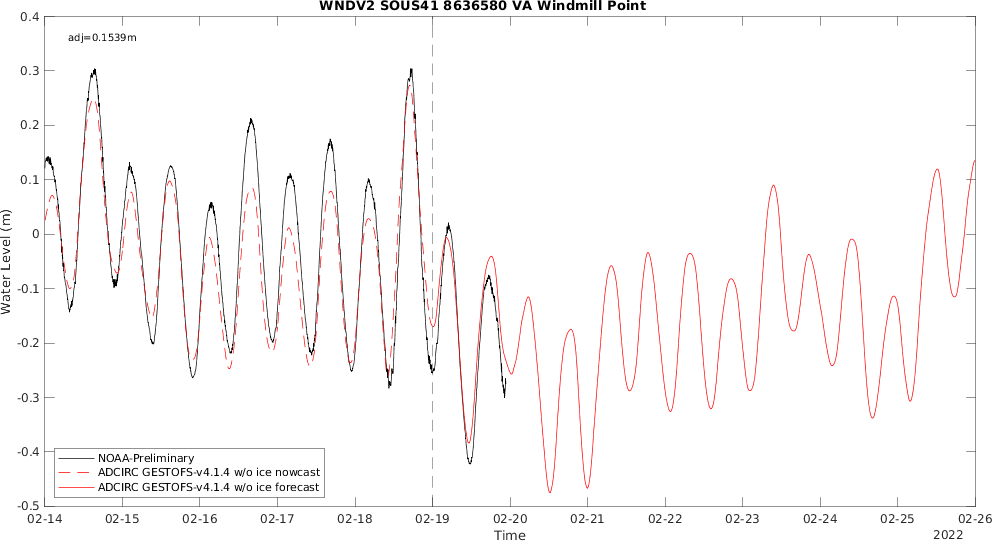 WNDV2 SOUS41 8636580 VA Windmill Point
adj=0.1539m
0.4
0.3
0.2
0.1
0
-0.1
-0.2
-0.3
-0.4
-0.5
Water Level (m)
NOAA-Preliminary
ADCIRC GESTOFS-v4.1.4 w/o ice nowcast
ADCIRC GESTOFS-v4.1.4 w/o ice forecast
02-14 02-15 02-16 02-17 02-18 02-19 02-20 02-21 02-22 02-23 02-24 02-25 02-26
Time
2022